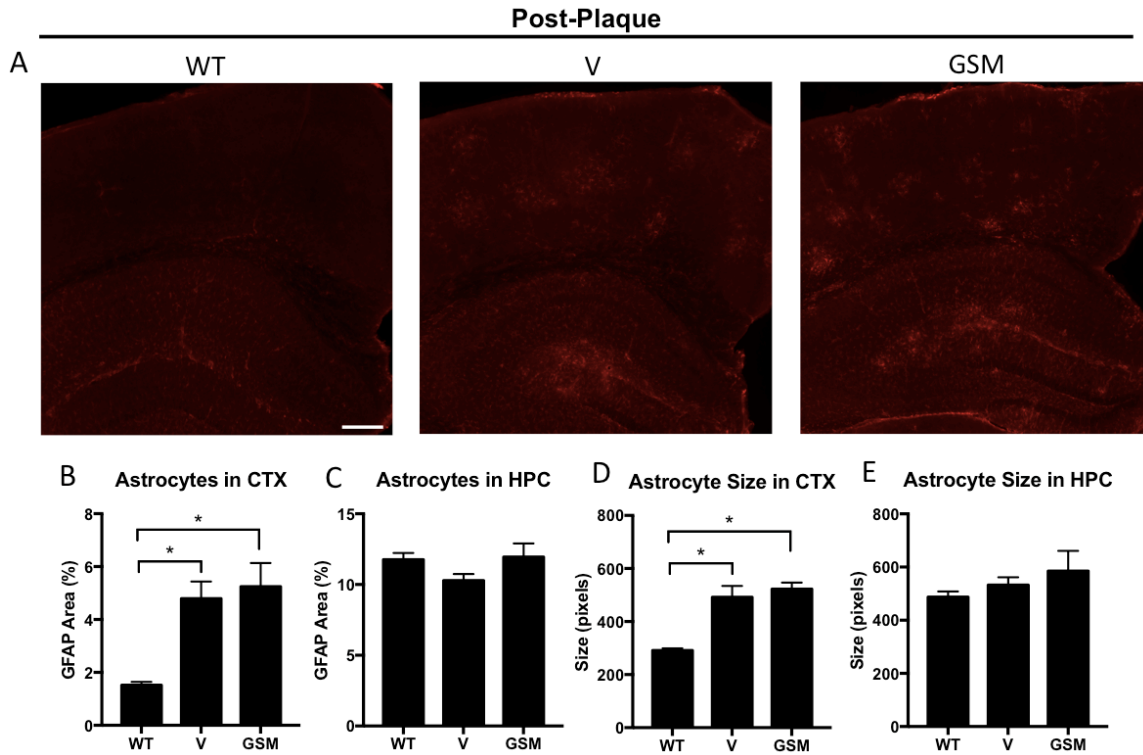 Post-Plaque
A
WT
V
GSM
B
Astrocytes in CTX
GFAP Area (%)
8
6
4
2
0
WT
V
GSM
*
*
C
Astrocytes in HPC
GFAP Area (%)
15
10
5
0
WT
V
GSM
D
Astrocyte Size in CTX
Size (pixels)
800
600
400
200
0
WT
V
GSM
*
*
E
Astrocyte Size in HPC
Size (pixels)
800
600
400
200
0
WT
V
GSM